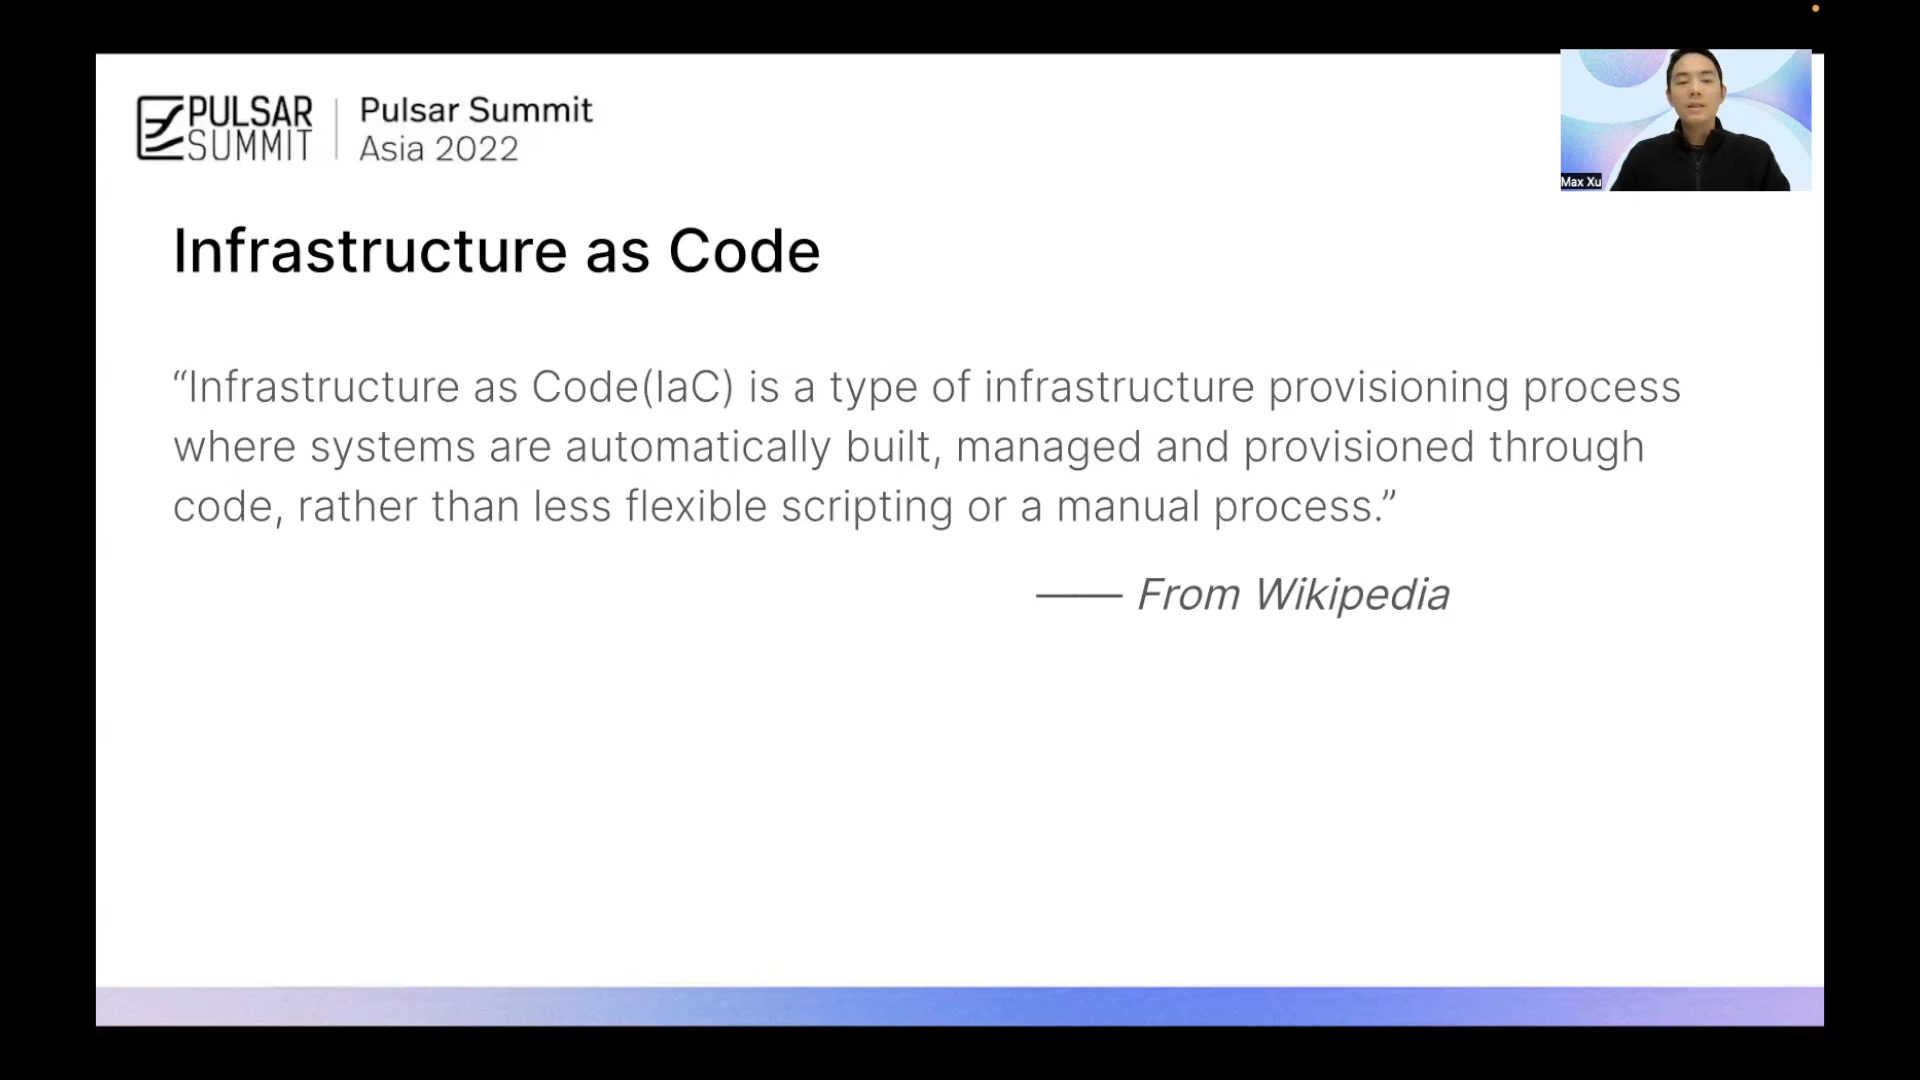 PULSAR
SUMMIT
Pulsar Summit
Asia 2022
Max Xu
Infrastructure as Code
“Infrastructure as Code(IaC) is a type of infrastructure provisioning process
where systems are automatically built, managed and provisioned through
code, rather than less flexible scripting or a manual process.”
—— From Wikipedia